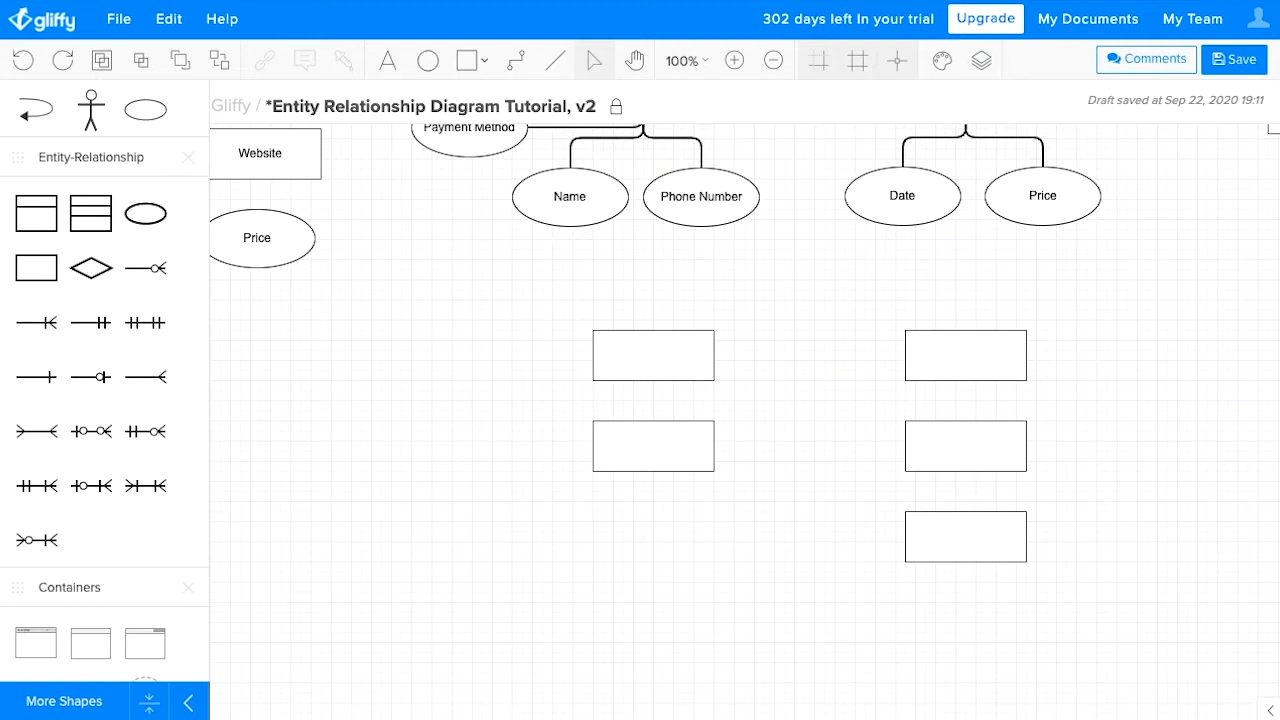 gliffy File Edit Help 302 days left In your trial Upgrade My Documents My Team
100% Comments Save
Gliffy / *Entity Relationship Diagram Tutorial, v2 Draft saved at Sep 22, 2020 19:11
Payment Method
Entity-Relationship Website
Name Phone Number Date Price
Price
Containers
More Shapes